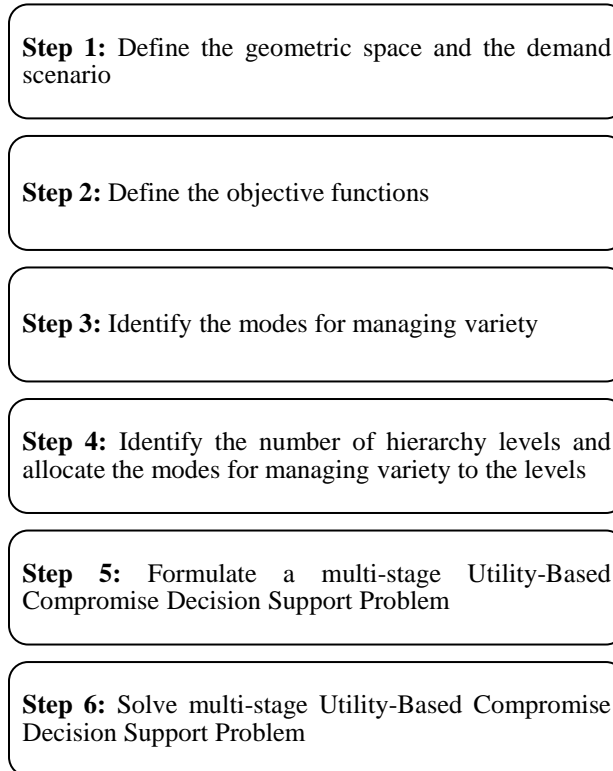 Step 1: Define the geometric space and the demand
scenario
Step 2: Define the objective functions
Step 3: Identify the modes for managing variety
Step 4: Identify the number of hierarchy levels and
allocate the modes for managing variety to the levels
Step 5: Formulate a multi-stage Utility-Based
Compromise Decision Support Problem
Step 6: Solve multi-stage Utility-Based Compromise
Decision Support Problem